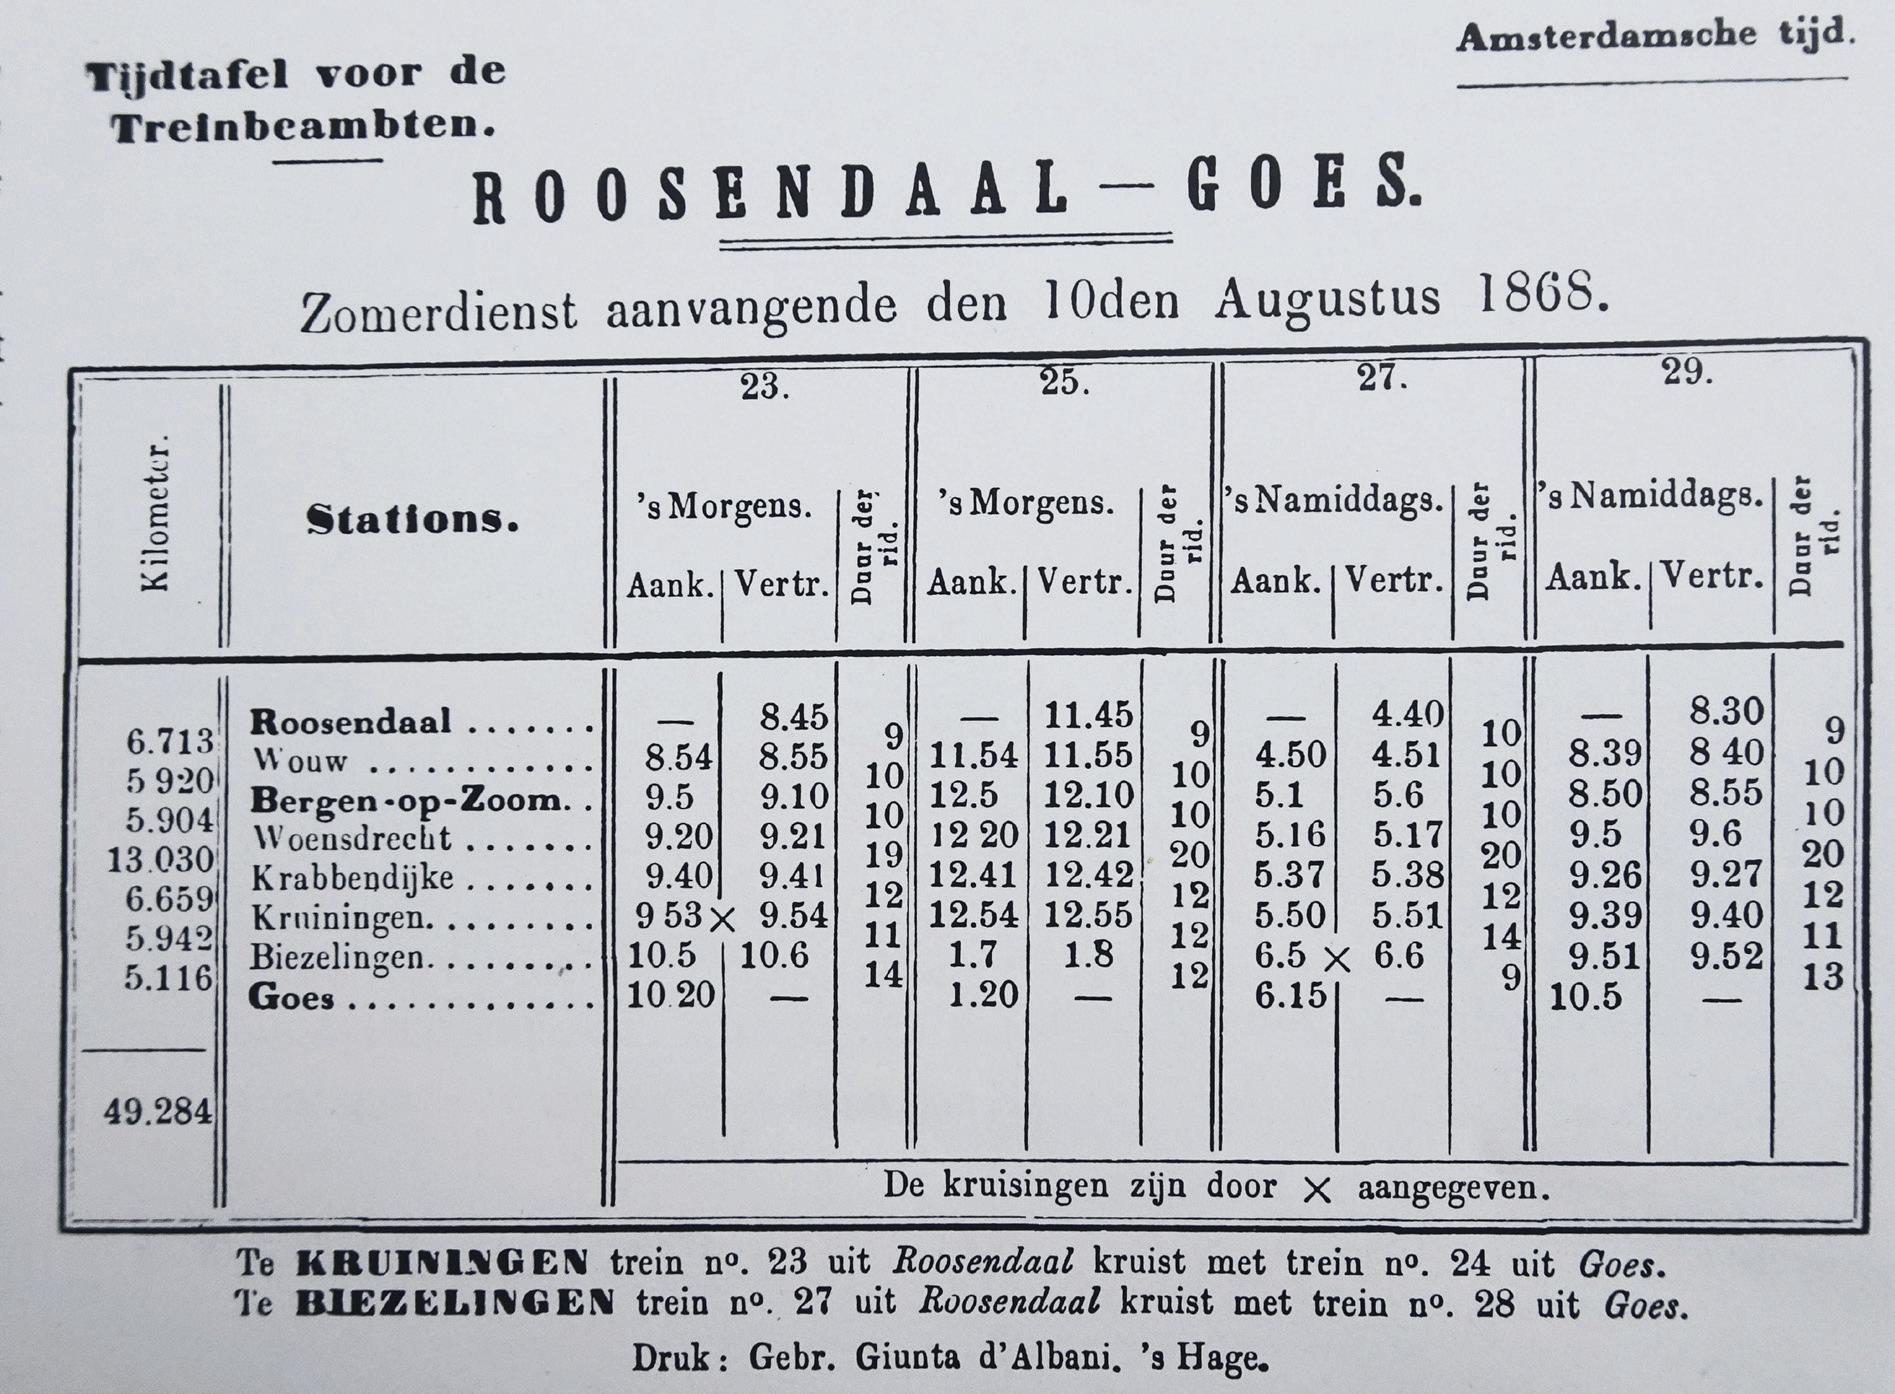 Amsterdamsche tijd.
Tijdtafel voor de
Treinbeambten.
ROOSENDAAL — GOES.
Zomerdienst aanvangende den 10den Augustus 1868.
23. 25. 27. 29.
Kilometer. Stations. 's Morgens. Duur der rid. 's Morgens. Duur der rid. 's Namiddags. Duur der rid. 's Namiddags. Duur der rid.
Aank. Vertr. Aank. Vertr. Aank. Vertr. Aank. Vertr.
Roosendaal ....... — 8.45 — 11.45 — 4.40 — 8.30
6.713 9 9 10 9
Wouw ............ 8.54 8.55 11.54 11.55 4.50 4.51 8.39 8 40
5 920 10 10 10 10
Bergen-op-Zoom. . 9.5 9.10 12.5 12.10 5.1 5.6 8.50 8.55
5.904 10 10 10 10
Woensdrecht ....... 9.20 9.21 12 20 12.21 5.16 5.17 9.5 9.6
13.030 19 20 20 20
Krabbendijke ....... 9.40 9.41 12.41 12.42 5.37 5.38 9.26 9.27
6.659 12 12 12 12
Kruiningen. ........ 9 53 × 9.54 12.54 12.55 5.50 5.51 9.39 9.40
5.942 11 12 14 11
Biezelingen. ........ 10.5 10.6 1.7 1.8 6.5 × 6.6 9.51 9.52
5.116 14 12 9 13
Goes ............. 10.20 — 1.20 — 6.15 — 10.5 —
49.284
De kruisingen zijn door × aangegeven.
Te KRUININGEN trein no. 23 uit Roosendaal kruist met trein no. 24 uit Goes.
Te BIEZELINGEN trein no. 27 uit Roosendaal kruist met trein no. 28 uit Goes.
Druk: Gebr. Giunta d'Albani. 's Hage.